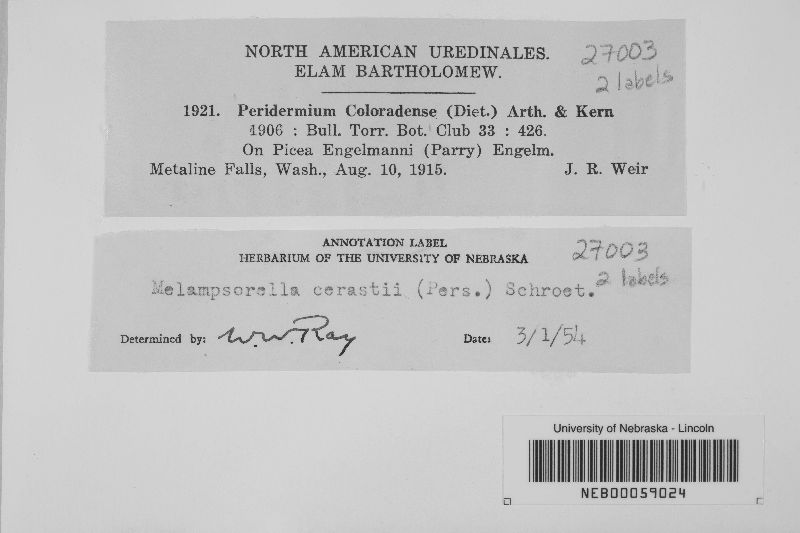 NORTH AMERICAN UREDINALES.
ELAM BARTHOLOMEW.
27003
2 labels
1921. Peridermium Coloradense (Diet.) Arth. & Kern
1906 : Bull. Torr. Bot. Club 33 : 426.
On Picea Engelmanni (Parry) Engelm.
Metaline Falls, Wash., Aug. 10, 1915. J. R. Weir
ANNOTATION LABEL
HERBARIUM OF THE UNIVERSITY OF NEBRASKA
27003
2 labels
Melampsorella cerastii (Pers.) Schroet.
Determined by: W.W. Ray Date: 3/1/54
University of Nebraska - Lincoln
NEB00059024